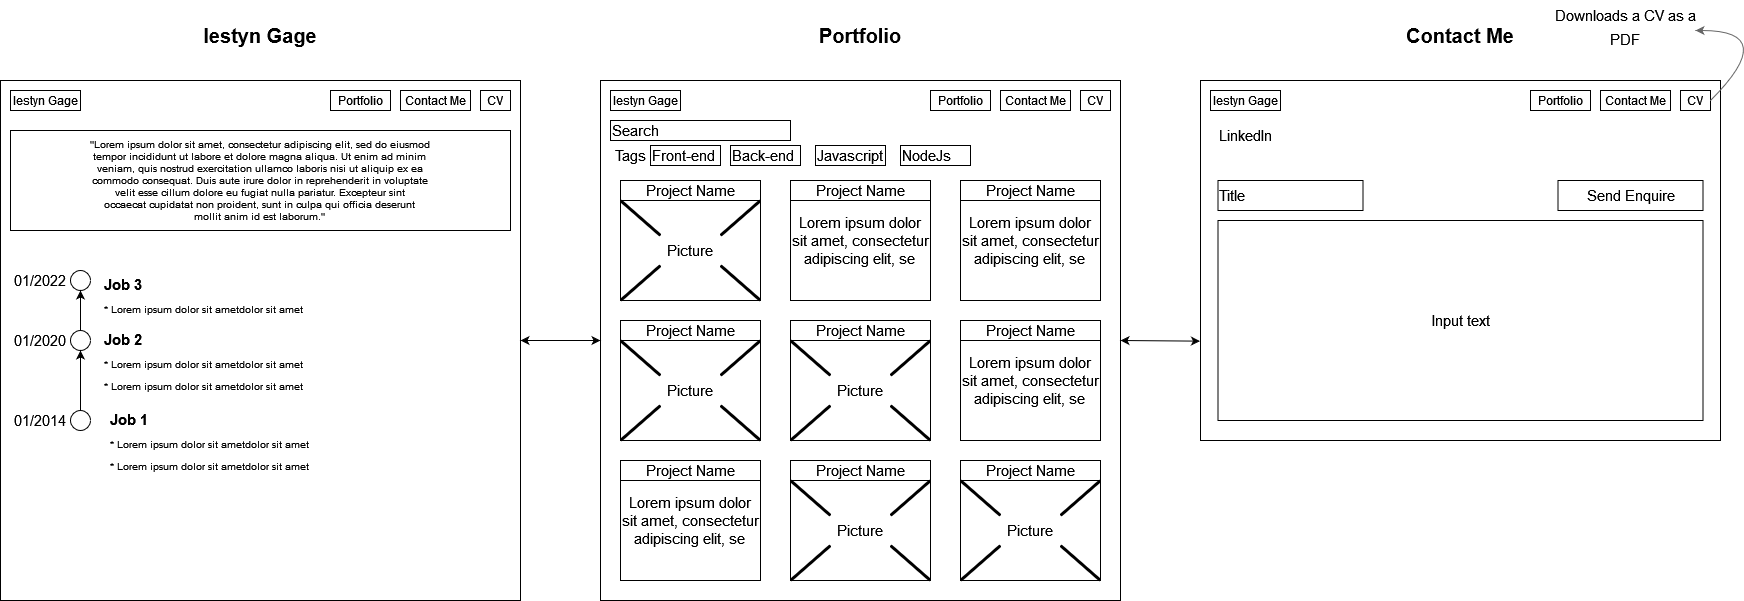 Iestyn Gage
Iestyn Gage
Portfolio
Contact Me
CV
"Lorem ipsum dolor sit amet, consectetur adipiscing elit, sed do eiusmod
tempor incididunt ut labore et dolore magna aliqua. Ut enim ad minim
veniam, quis nostrud exercitation ullamco laboris nisi ut aliquip ex ea
commodo consequat. Duis aute irure dolor in reprehenderit in voluptate
velit esse cillum dolore eu fugiat nulla pariatur. Excepteur sint
occaecat cupidatat non proident, sunt in culpa qui officia deserunt
mollit anim id est laborum."
01/2022
Job 3
* Lorem ipsum dolor sit ametdolor sit amet
01/2020
Job 2
* Lorem ipsum dolor sit ametdolor sit amet
* Lorem ipsum dolor sit ametdolor sit amet
01/2014
Job 1
* Lorem ipsum dolor sit ametdolor sit amet
* Lorem ipsum dolor sit ametdolor sit amet
Portfolio
Iestyn Gage
Portfolio
Contact Me
CV
Search
Tags
Front-end
Back-end
Javascript
NodeJs
Project Name
Picture
Project Name
Lorem ipsum dolor
sit amet, consectetur
adipiscing elit, se
Project Name
Lorem ipsum dolor
sit amet, consectetur
adipiscing elit, se
Project Name
Picture
Project Name
Picture
Project Name
Lorem ipsum dolor
sit amet, consectetur
adipiscing elit, se
Project Name
Lorem ipsum dolor
sit amet, consectetur
adipiscing elit, se
Project Name
Picture
Project Name
Picture
Contact Me
Downloads a CV as a
PDF
Iestyn Gage
Portfolio
Contact Me
CV
LinkedIn
Title
Send Enquire
Input text